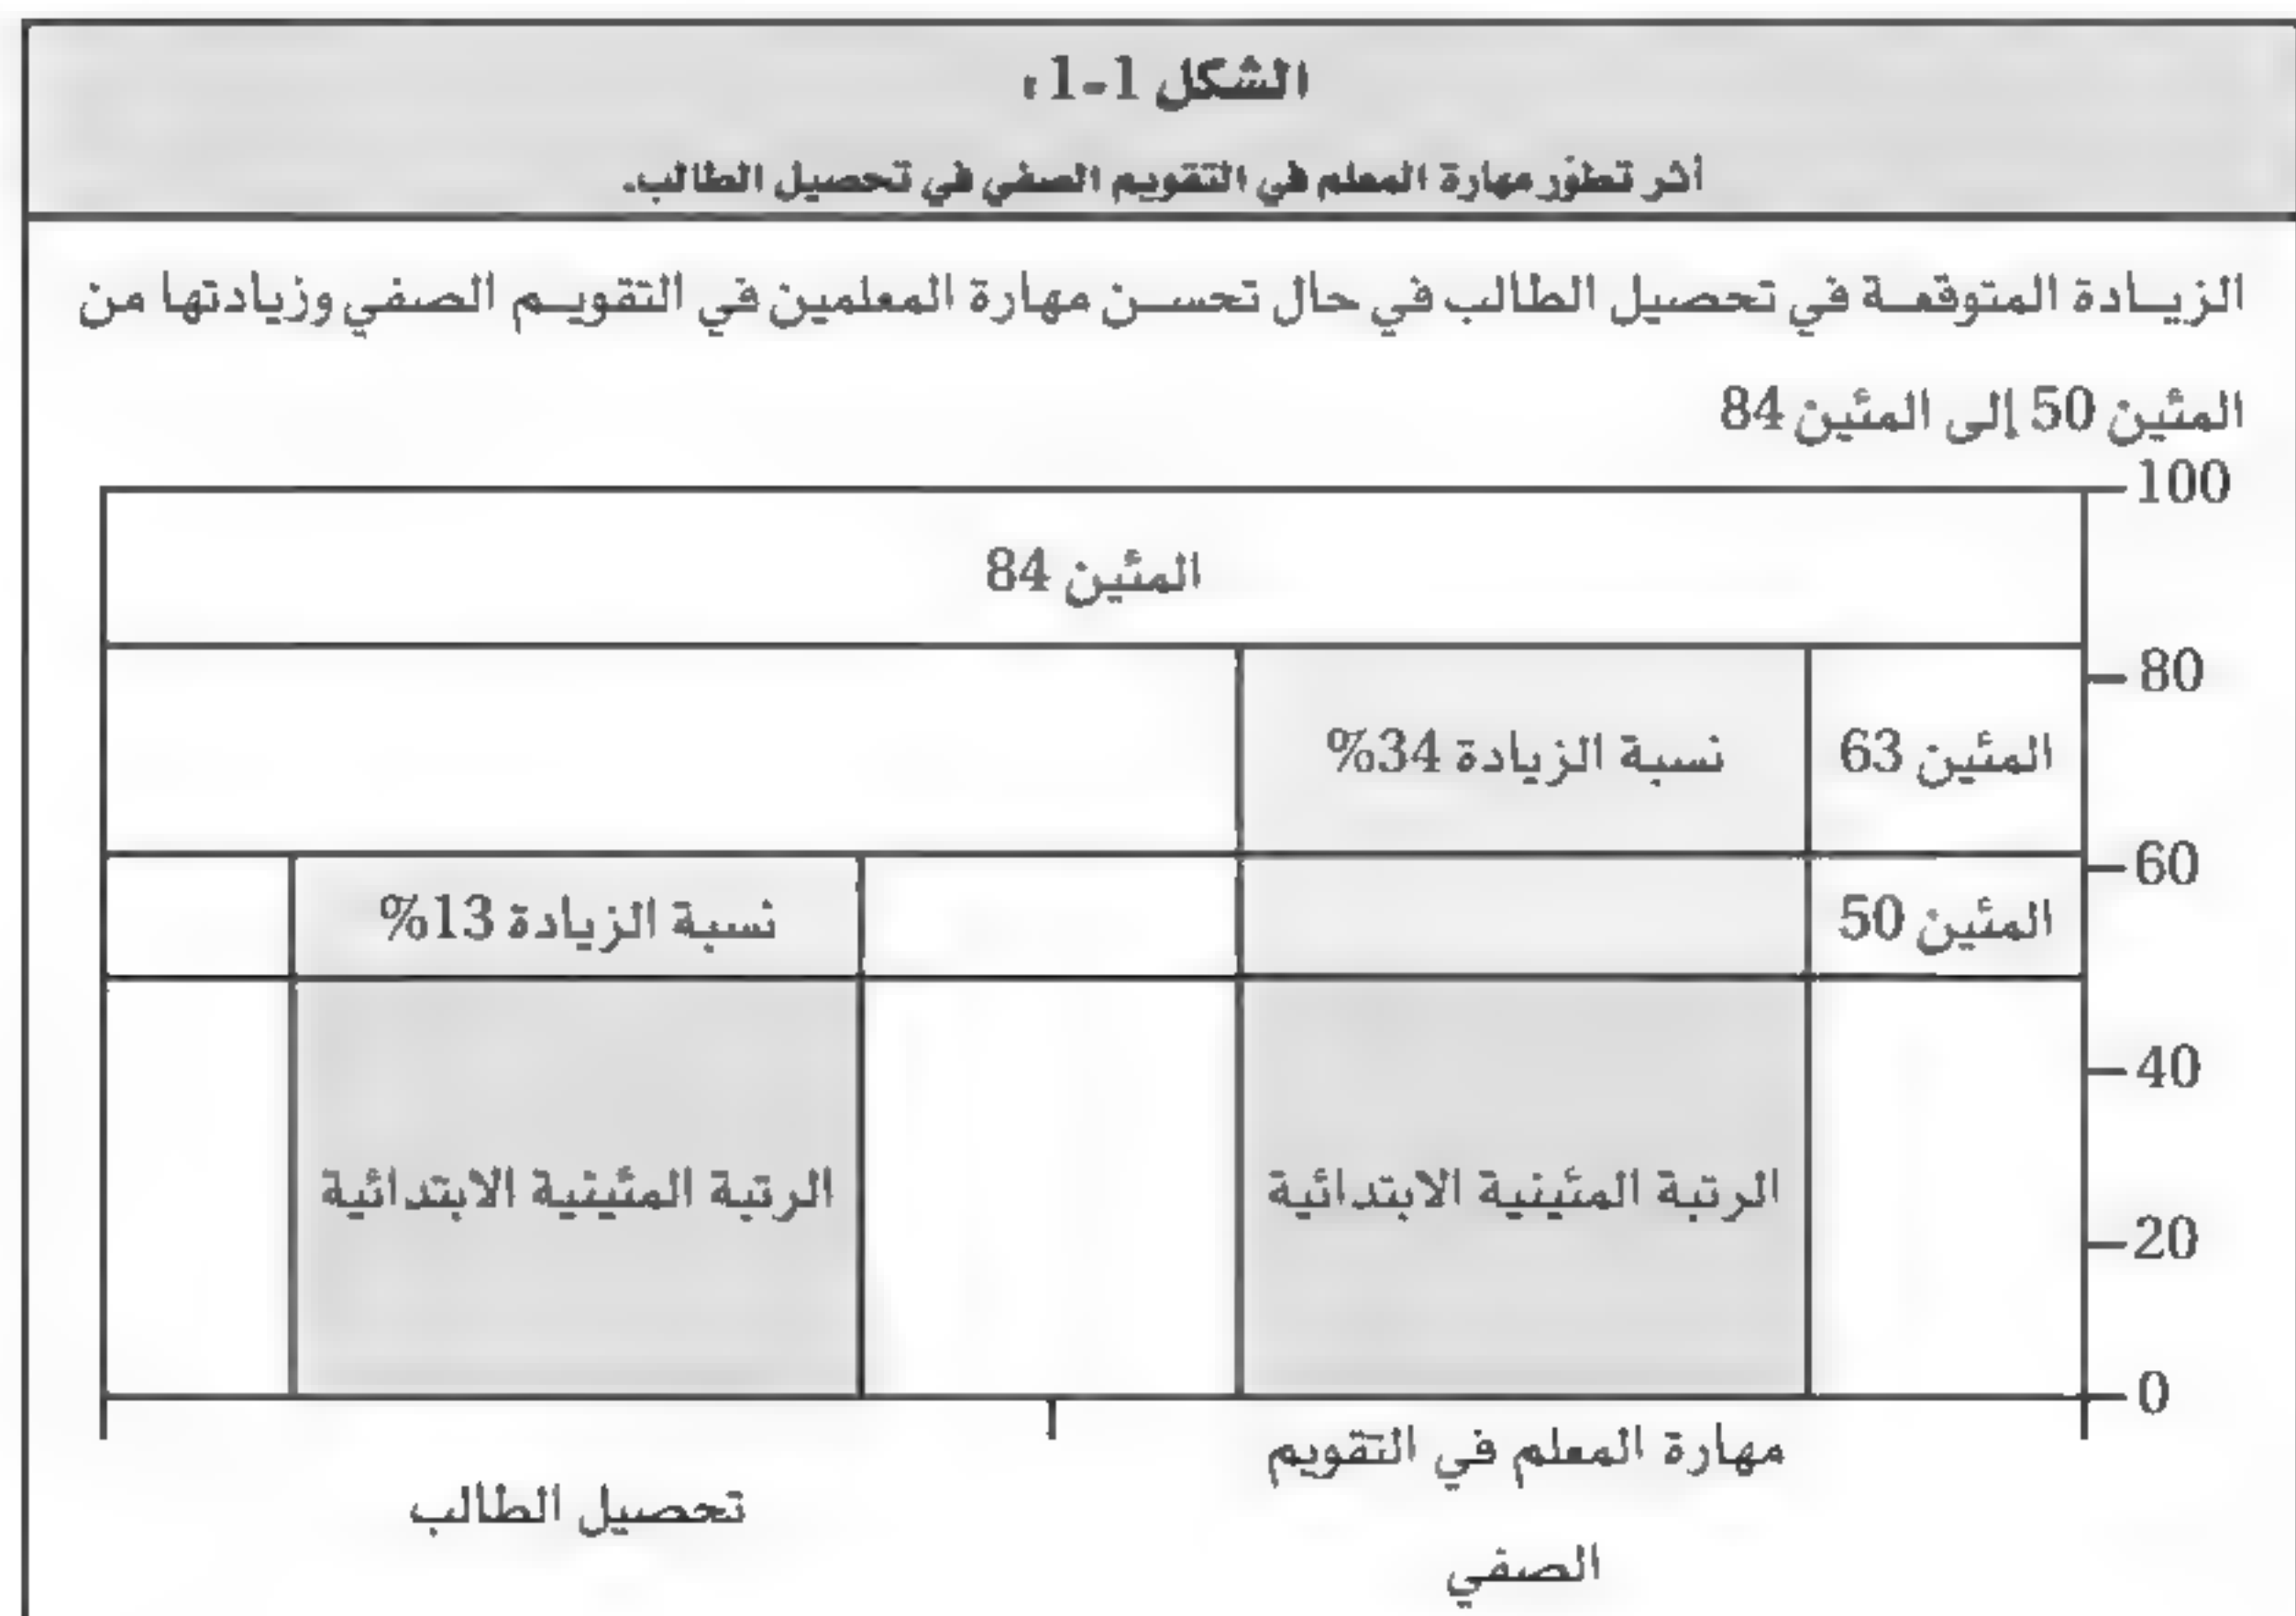 الشكل 1-1:
أثر تطوّر مهارة المعلم في التقويم الصفي في تحصيل الطالب.
الزيادة المتوقعة في تحصيل الطالب في حال تحسن مهارة المعلمين في التقويم الصفي وزيادتها من
المئين 50 إلى المئين 84
100
المئين 84
80
المئين 63
نسبة الزيادة 34%
60
المئين 50
نسبة الزيادة 13%
40
الرتبة المئينية الابتدائية
الرتبة المئينية الابتدائية
20
0
مهارة المعلم في التقويم
الصفي
تحصيل الطالب